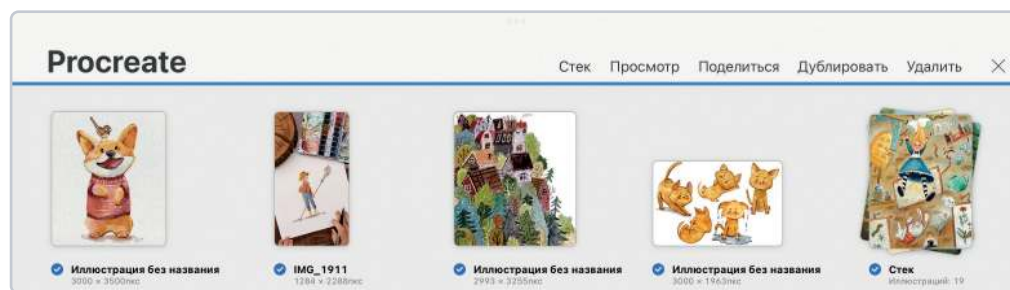 Procreate
Стек Просмотр Поделиться Дублировать Удалить
Иллюстрация без названия
3000 × 3500пкс
IMG_1911
1284 × 2288пкс
Иллюстрация без названия
2993 × 3255пкс
Иллюстрация без названия
3000 × 1963пкс
Стек
Иллюстраций: 19